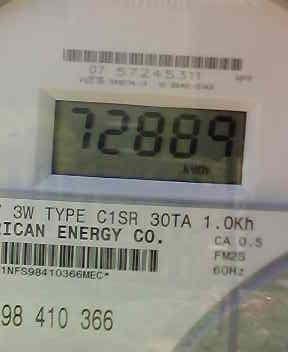 07 57245311
72889
kWh
3W TYPE C1SR 30TA 1.0Kh
RICAN ENERGY CO.
CA 0.5
FM2S
60Hz
1NFS98410366MEC*
98 410 366